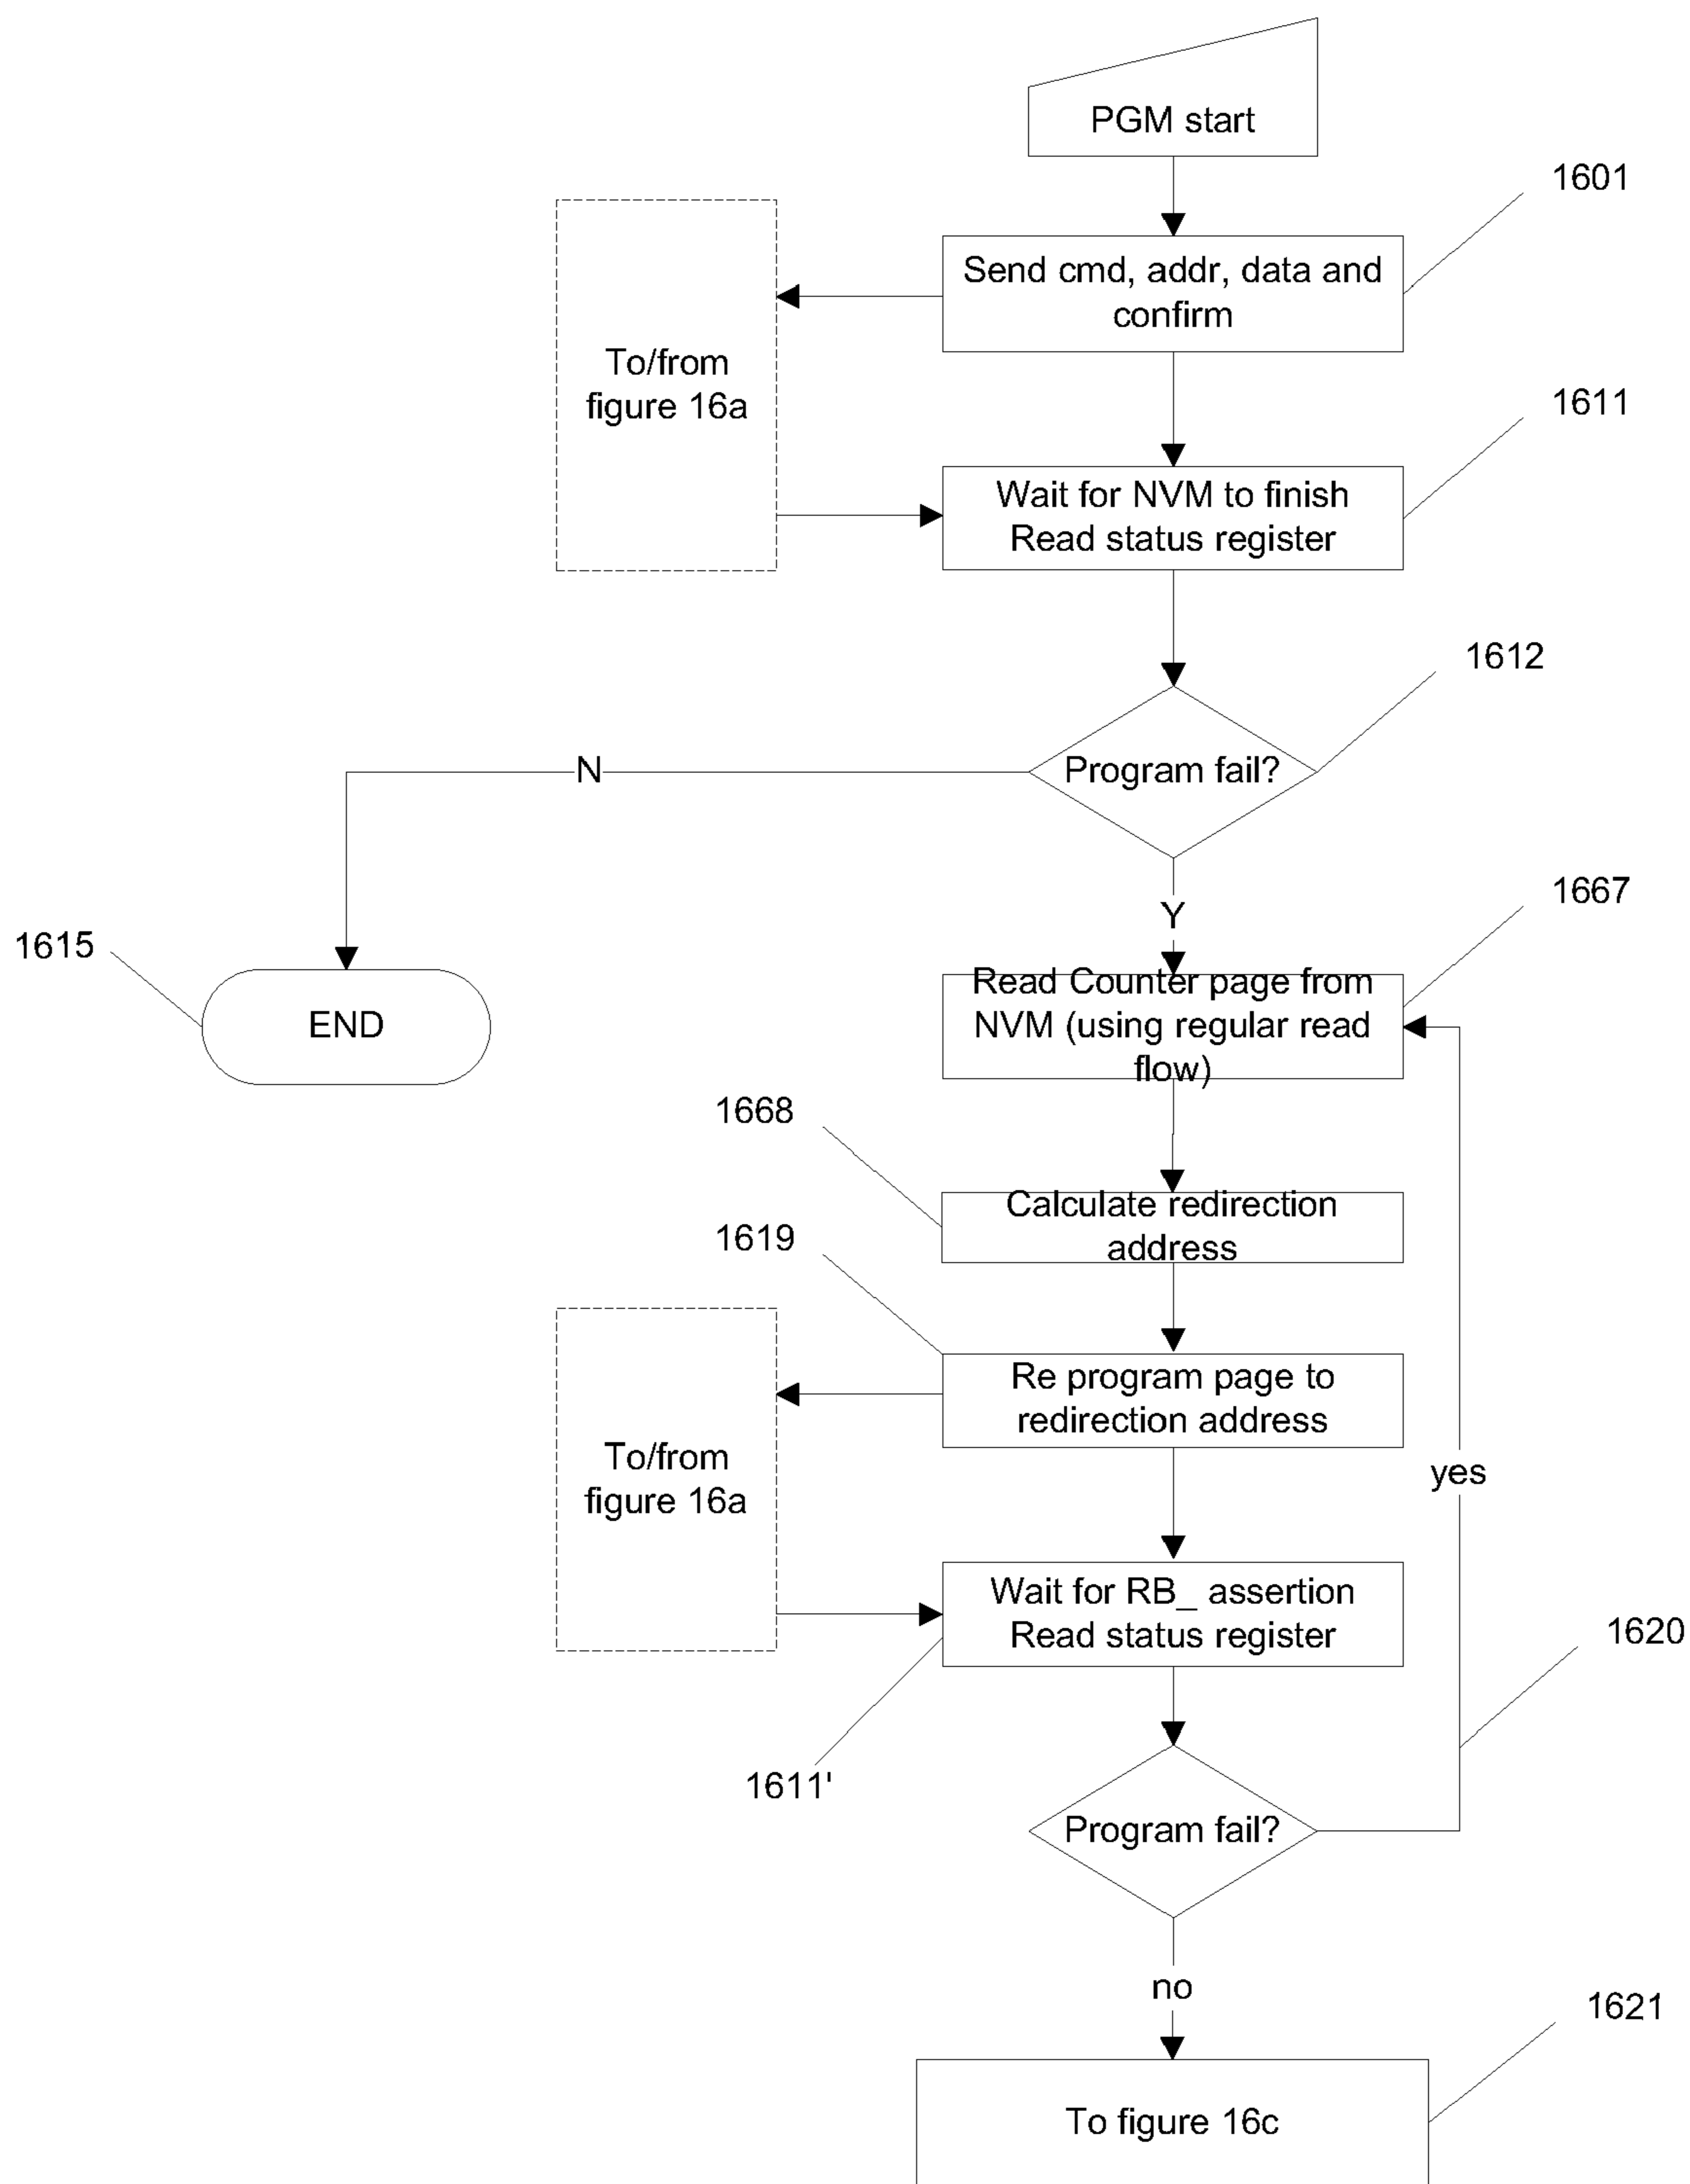 PGM start
1601
Send cmd, addr, data and
confirm
To/from
figure 16a
1611
Wait for NVM to finish
Read status register
1612
Program fail?
N
Y
1667
1615
END
Read Counter page from
NVM (using regular read
flow)
1668
Calculate redirection
address
1619
Re program page to
redirection address
To/from
figure 16a
yes
Wait for RB_ assertion
Read status register
1620
1611'
Program fail?
no
1621
To figure 16c